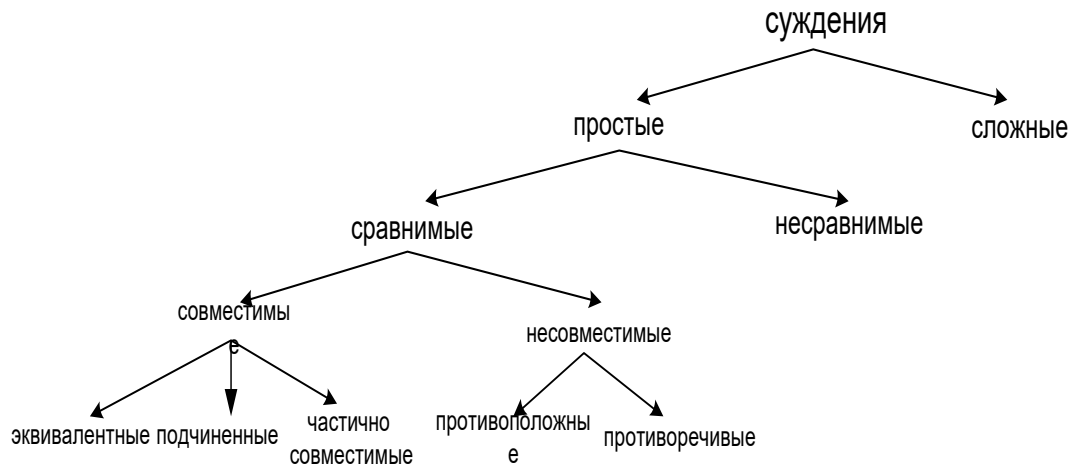 суждения
простые
сложные
сравнимые
несравнимые
совместимы
е
несовместимые
эквивалентные
подчиненные
частично
совместимые
противоположны
е
противоречивые